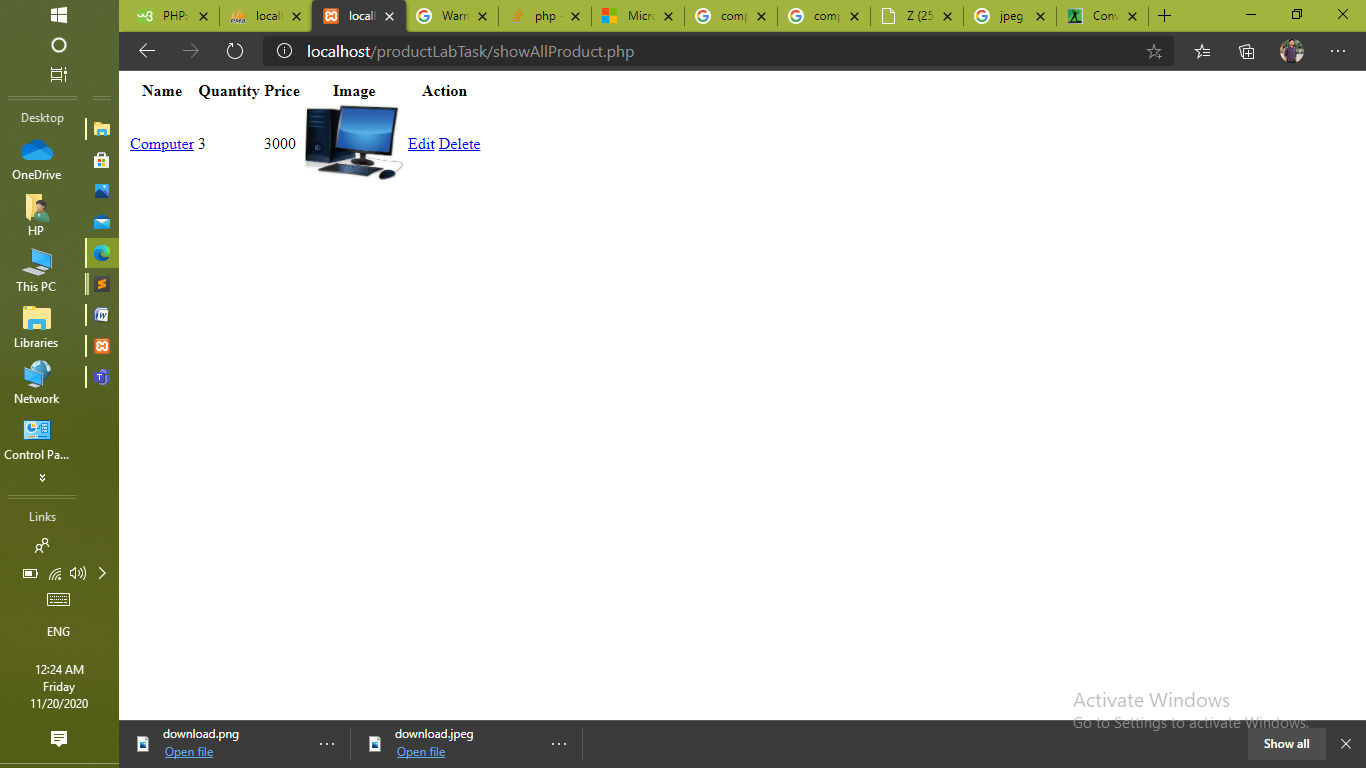 PHP:
locall
locall
Warn
php -
Micro
comp
comp
Z (25
jpeg
Conv
localhost/productLabTask/showAllProduct.php
Desktop
OneDrive
HP
This PC
Libraries
Network
Control Pa...
Links
ENG
12:24 AM
Friday
11/20/2020
Name Quantity Price Image Action
Computer 3 3000 Edit Delete
Activate Windows
Go to Settings to activate Windows.
download.png
Open file
download.jpeg
Open file
Show all